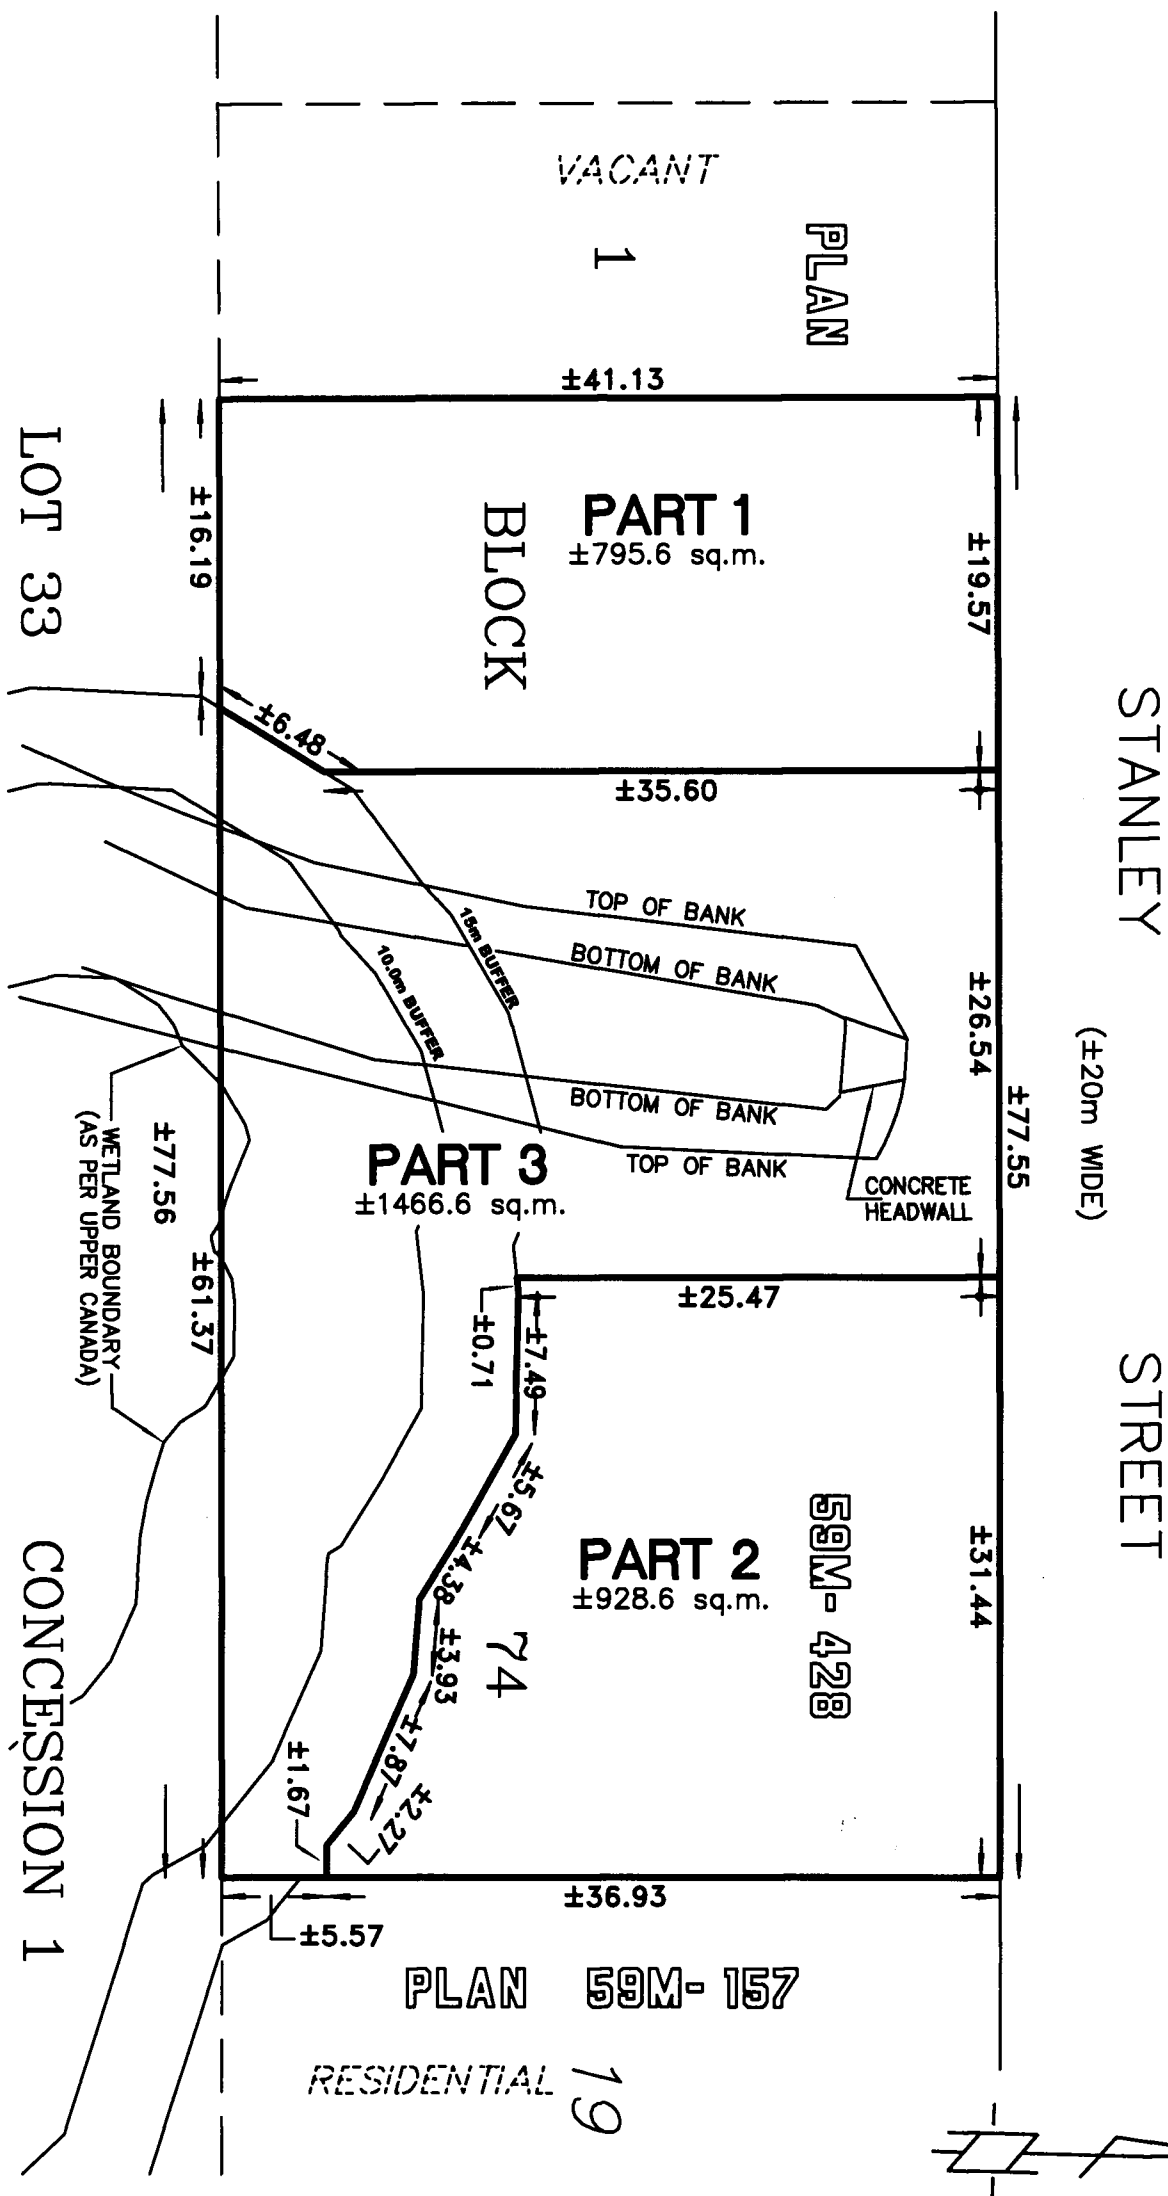 STANLEY STREET
(±20m WIDE)
±77.55
VACANT
1
PLAN
±41.13
±19.57
±26.54
±31.44
PART 1
±795.6 sq.m.
BLOCK
±16.19
±6.48
±35.60
TOP OF BANK
BOTTOM OF BANK
15m BUFFER
10.0m BUFFER
BOTTOM OF BANK
TOP OF BANK
CONCRETE
HEADWALL
PART 3
±1466.6 sq.m.
±25.47
±0.71
±7.49
±5.67
±4.38
±3.93
±7.87
±2.27
±1.67
PART 2
±928.6 sq.m.
59M-428
74
±61.37
±77.56
WETLAND BOUNDARY
(AS PER UPPER CANADA)
±36.93
±5.57
LOT 33
CONCESSION 1
PLAN 59M-157
RESIDENTIAL
19